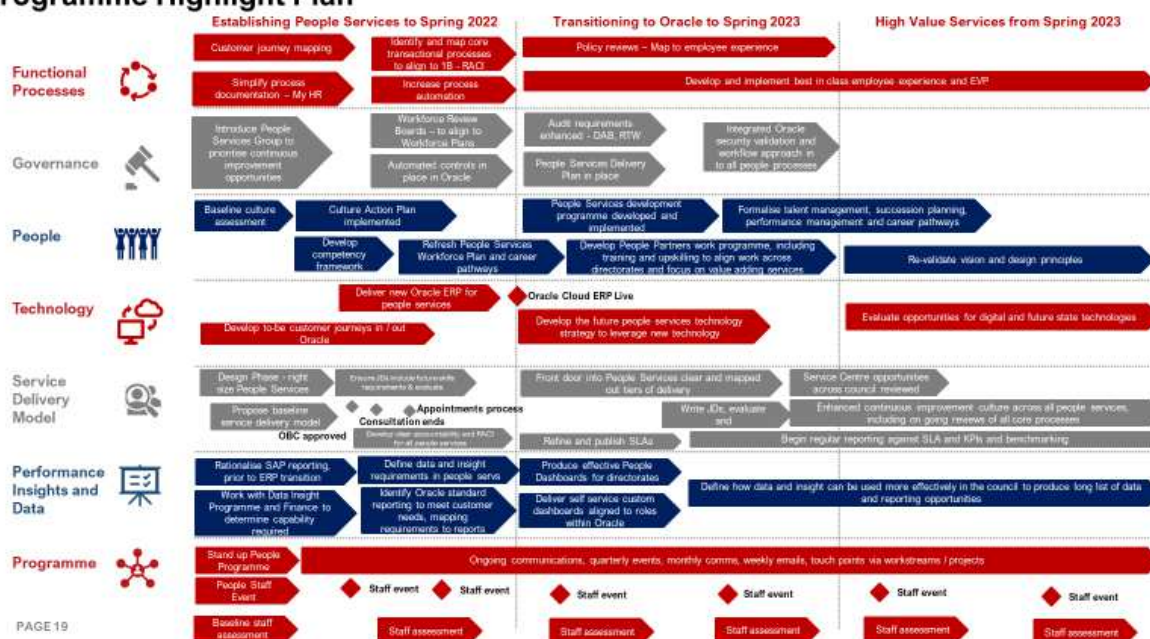 Programme Highlight Plan
Establishing People Services to Spring 2022
Transitioning to Oracle to Spring 2023
High Value Services from Spring 2023
Functional
Processes
Customer journey mapping
Identify and map core
transactional processes
to align to 1B - RACI
Policy reviews – Map to employee experience
Simplify process
documentation – My HR
Increase process
automation
Develop and implement best in class employee experience and EVP
Governance
Introduce People
Services Group to
prioritise continuous
improvement
opportunities
Workforce Review
Boards – to align to
Workforce Plans
Automated controls in
place in Oracle
Audit requirements
enhanced - DAB, RTW
People Services Delivery
Plan in place
Integrated Oracle
security validation and
workflow approach in
to all people processes
People
Baseline culture
assessment
Culture Action Plan
implemented
People Services development
programme developed and
implemented
Formalise talent management, succession planning,
performance management and career pathways
Develop
competency
framework
Refresh People Services
Workforce Plan and career
pathways
Develop People Partners work programme, including
training and upskilling to align work across
directorates and focus on value adding services
Re-validate vision and design principles
Technology
Deliver new Oracle ERP for
people services
Oracle Cloud ERP Live
Develop to-be customer journeys in / out
Oracle
Develop the future people services technology
strategy to leverage new technology
Evaluate opportunities for digital and future state technologies
Service
Delivery
Model
Design Phase - right
size People Services
Ensure JDs include future skills
requirements & evaluate
Front door into People Services clear and mapped
out tiers of delivery
Service Centre opportunities
across council reviewed
Propose baseline
service delivery model
Appointments process
Consultation ends
OBC approved
Develop clear accountability and RACI
for all people services
Write JDs, evaluate
and
Enhanced continuous improvement culture across all people services,
including on going reviews of all core processes
Refine and publish SLAs
Begin regular reporting against SLA and KPIs and benchmarking
Performance
Insights and
Data
Rationalise SAP reporting,
prior to ERP transition
Define data and insight
requirements in people servs
Produce effective People
Dashboards for directorates
Work with Data Insight
Programme and Finance to
determine capability
required
Identify Oracle standard
reporting to meet customer
needs, mapping
requirements to reports
Deliver self service custom
dashboards aligned to roles
within Oracle
Define how data and insight can be used more effectively in the council to produce long list of data
and reporting opportunities
Programme
Stand up People
Programme
Ongoing communications, quarterly events, monthly comms, weekly emails, touch points via workstreams / projects
People Staff
Event
Staff event
Staff event
Staff event
Staff event
Staff event
Staff event
PAGE 19
Baseline staff
assessment
Staff assessment
Staff assessment
Staff assessment
Staff assessment
Staff assessment